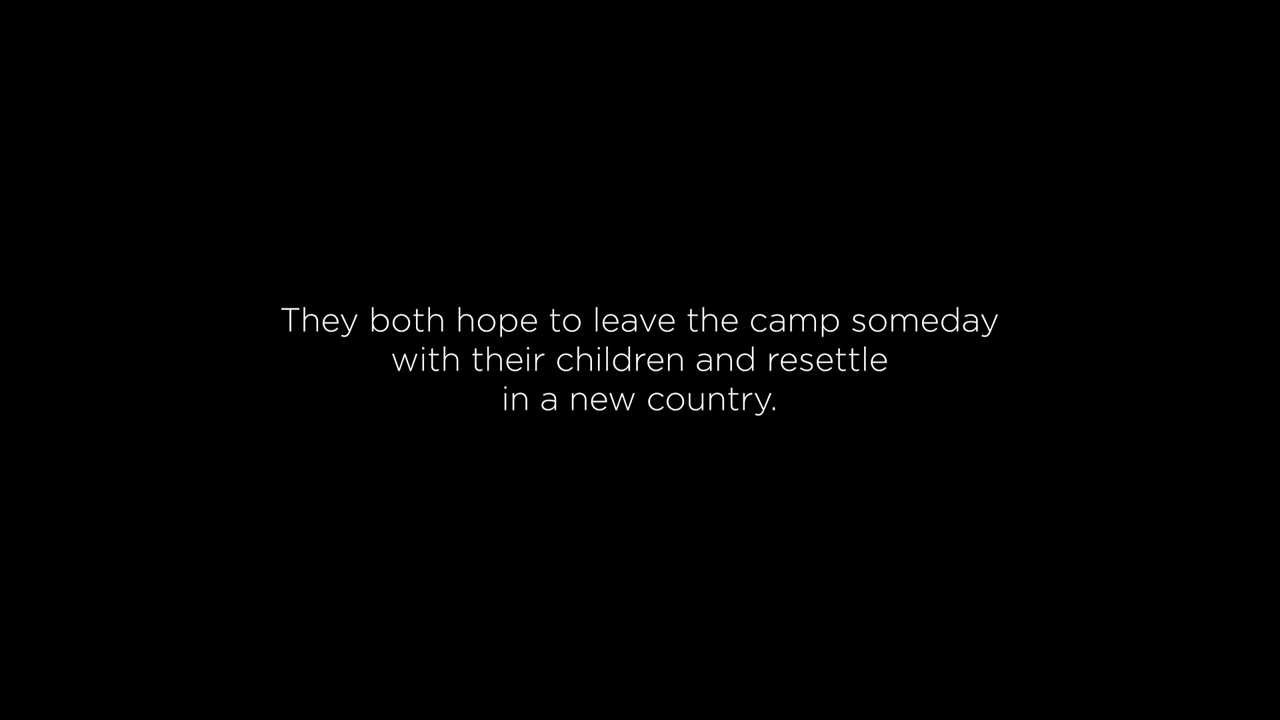 They both hope to leave the camp someday
with their children and resettle
in a new country.